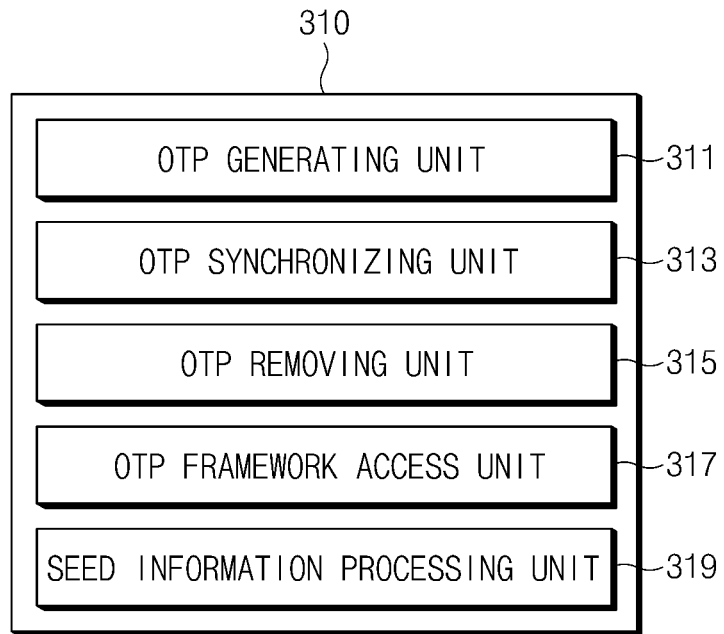 310
OTP GENERATING UNIT
311
OTP SYNCHRONIZING UNIT
313
OTP REMOVING UNIT
315
OTP FRAMEWORK ACCESS UNIT
317
SEED INFORMATION PROCESSING UNIT
319